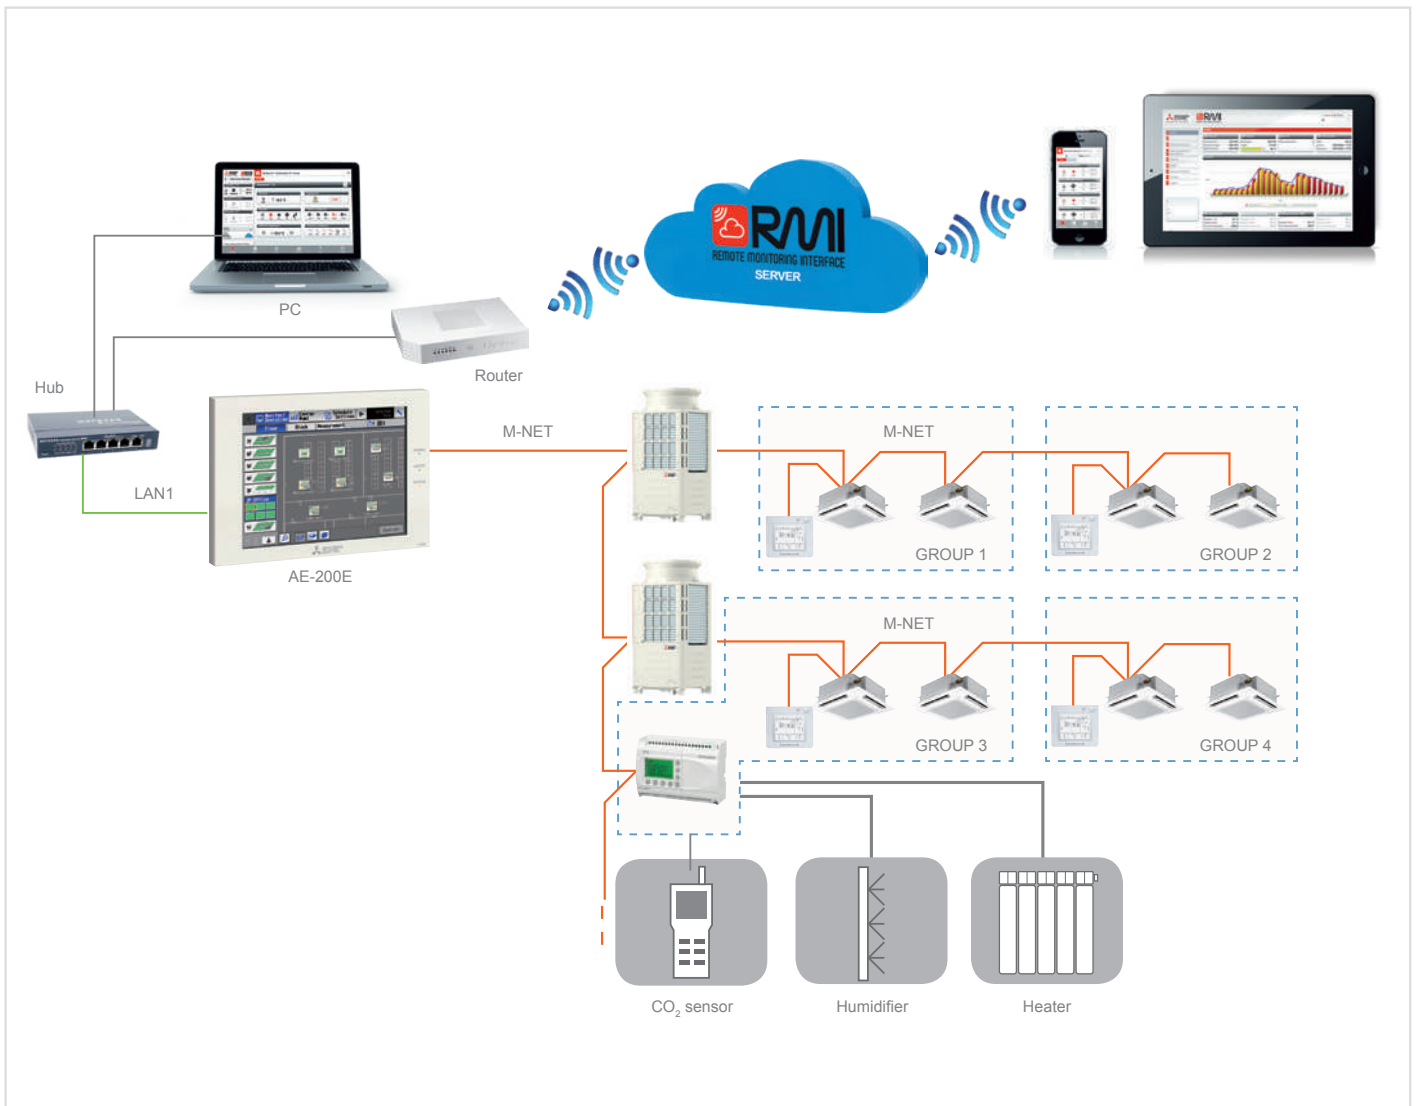 RMI
RMI
REMOTE MONITORING INTERFACE
SERVER
PC
Router
Hub
M-NET
M-NET
LAN1
GROUP 1
GROUP 2
AE-200E
M-NET
GROUP 3
GROUP 4
CO₂ sensor
Humidifier
Heater